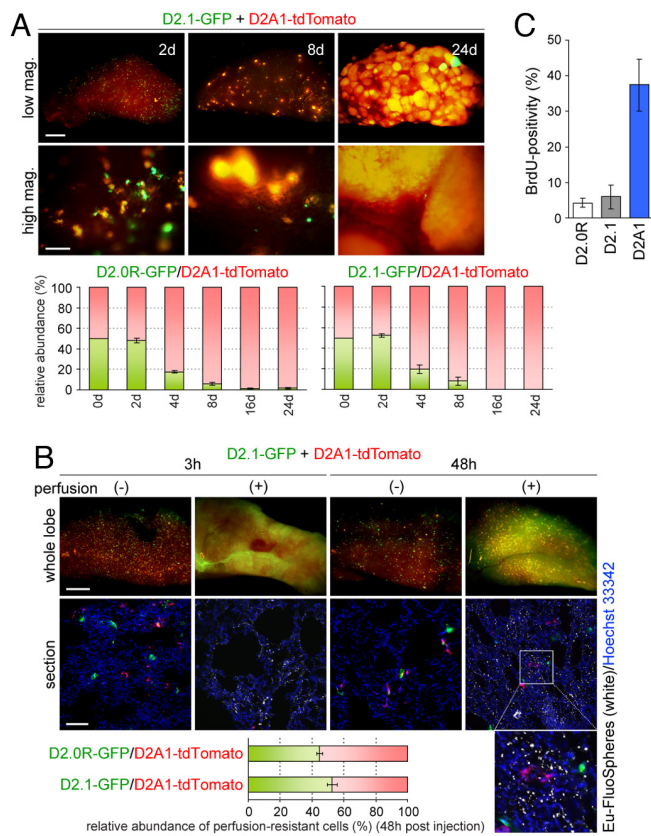 A
D2.1-GFP + D2A1-tdTomato
low mag.
2d
8d
24d
high mag.
D2.0R-GFP/D2A1-tdTomato
D2.1-GFP/D2A1-tdTomato
relative abundance (%)
100
80
60
40
20
0
0d
2d
4d
8d
16d
24d
0d
2d
4d
8d
16d
24d
C
BrdU-positivity (%)
50
40
30
20
10
0
D2.0R
D2.1
D2A1
B
D2.1-GFP + D2A1-tdTomato
3h
48h
perfusion (-) (+) (-) (+)
whole lobe
section
Eu-FluoSpheres (white)/Hoechst 33342
D2.0R-GFP/D2A1-tdTomato
D2.1-GFP/D2A1-tdTomato
0 20 40 60 80 100
relative abundance of perfusion-resistant cells (%) (48h post injection)